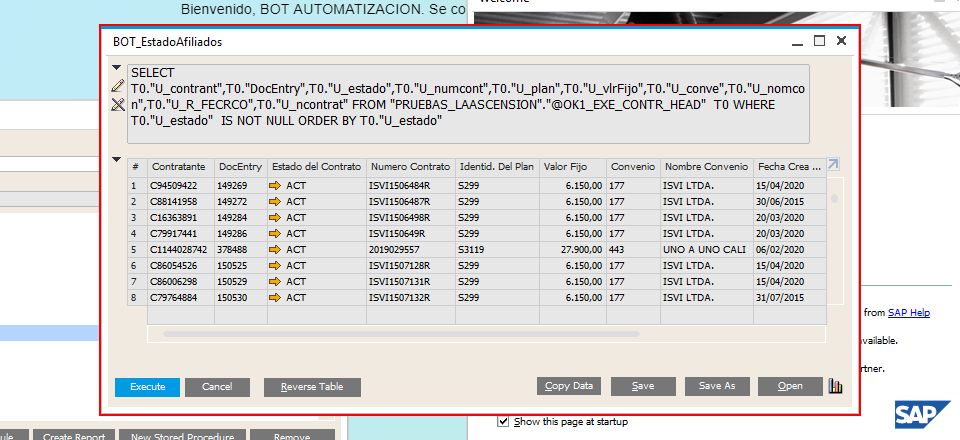 Bienvenido, BOT AUTOMATIZACION. Se co
Welcome
BOT_EstadoAfiliados
SELECT
T0."U_contrant",T0."DocEntry",T0."U_estado",T0."U_numcont",T0."U_plan",T0."U_vlrFijo",T0."U_conve",T0."U_nomco
n",T0."U_R_FECRCO",T0."U_ncontrat" FROM "PRUEBAS_LAASCENSION"."@OK1_EXE_CONTR_HEAD" T0 WHERE
T0."U_estado" IS NOT NULL ORDER BY T0."U_estado"
# Contratante DocEntry Estado del Contrato Numero Contrato Identid. Del Plan Valor Fijo Convenio Nombre Convenio Fecha Crea ...
1 C94509422 149269 ACT ISVI1506484R S299 6.150,00 177 ISVI LTDA. 15/04/2020
2 C88141958 149272 ACT ISVI1506487R S299 6.150,00 177 ISVI LTDA. 30/06/2015
3 C16363891 149284 ACT ISVI1506498R S299 6.150,00 177 ISVI LTDA. 20/03/2020
4 C79917441 149286 ACT ISVI150649R S299 6.150,00 177 ISVI LTDA. 20/03/2020
5 C1144028742 378488 ACT 2019029557 S3119 27.900,00 443 UNO A UNO CALI 06/02/2020
6 C86054526 150525 ACT ISVI1507128R S299 6.150,00 177 ISVI LTDA. 15/04/2020
7 C86006298 150529 ACT ISVI1507131R S299 6.150,00 177 ISVI LTDA. 15/04/2020
8 C79764884 150530 ACT ISVI1507132R S299 6.150,00 177 ISVI LTDA. 31/07/2015
from SAP Help
vailable.
rtner.
Execute Cancel Reverse Table Copy Data Save Save As Open
SAP
Show this page at startup
ule Create Report New Stored Procedure Remove